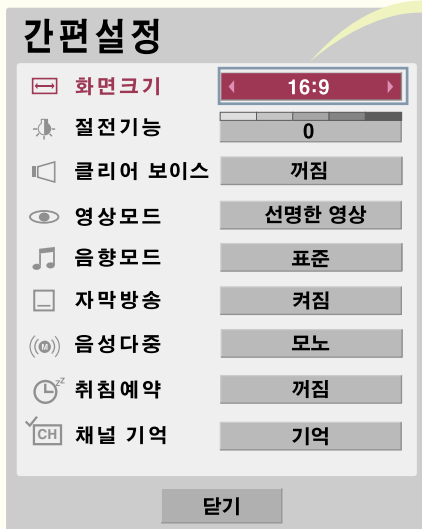 간편설정
화면크기 16:9
절전기능 0
클리어 보이스 꺼짐
영상모드 선명한 영상
음향모드 표준
자막방송 켜짐
음성다중 모노
취침예약 꺼짐
채널 기억 기억
닫기